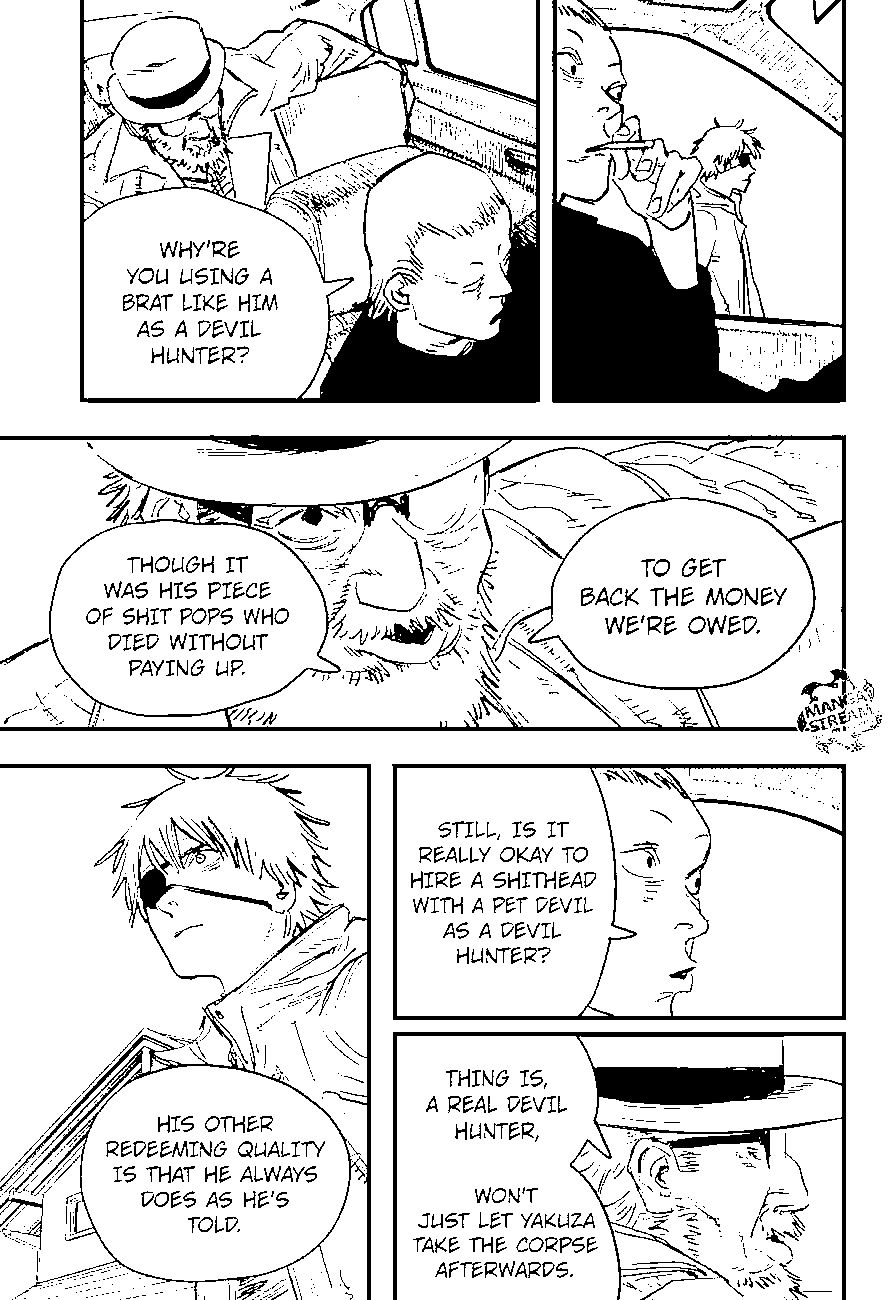 WHY'RE
YOU USING A
BRAT LIKE HIM
AS A DEVIL
HUNTER?
TO GET
BACK THE MONEY
WE'RE OWED.
THOUGH IT
WAS HIS PIECE
OF SHIT POPS WHO
DIED WITHOUT
PAYING UP.
MANGA
STREAM
STILL, IS IT
REALLY OKAY TO
HIRE A SHITHEAD
WITH A PET DEVIL
AS A DEVIL
HUNTER?
THING IS,
A REAL DEVIL
HUNTER,
WON'T
JUST LET YAKUZA
TAKE THE CORPSE
AFTERWARDS.
HIS OTHER
REDEEMING QUALITY
IS THAT HE ALWAYS
DOES AS HE'S
TOLD.